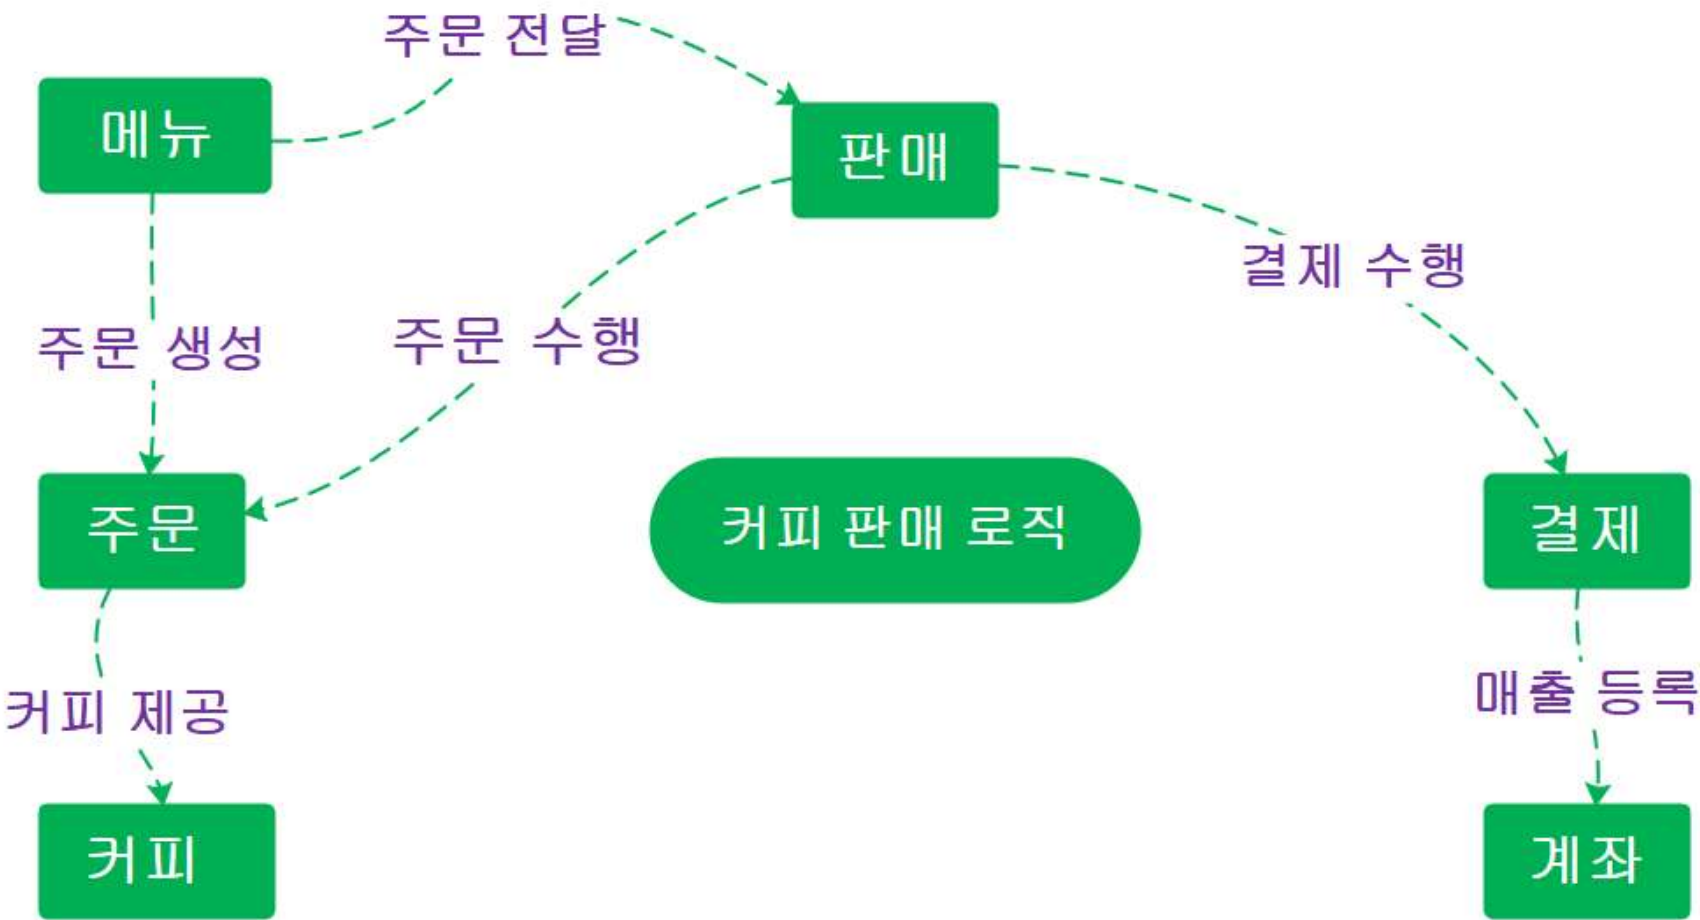 주문 전달
메뉴
판매
결제 수행
주문 생성
주문 수행
주문
커피 판매 로직
결제
커피 제공
매출 등록
커피
계좌